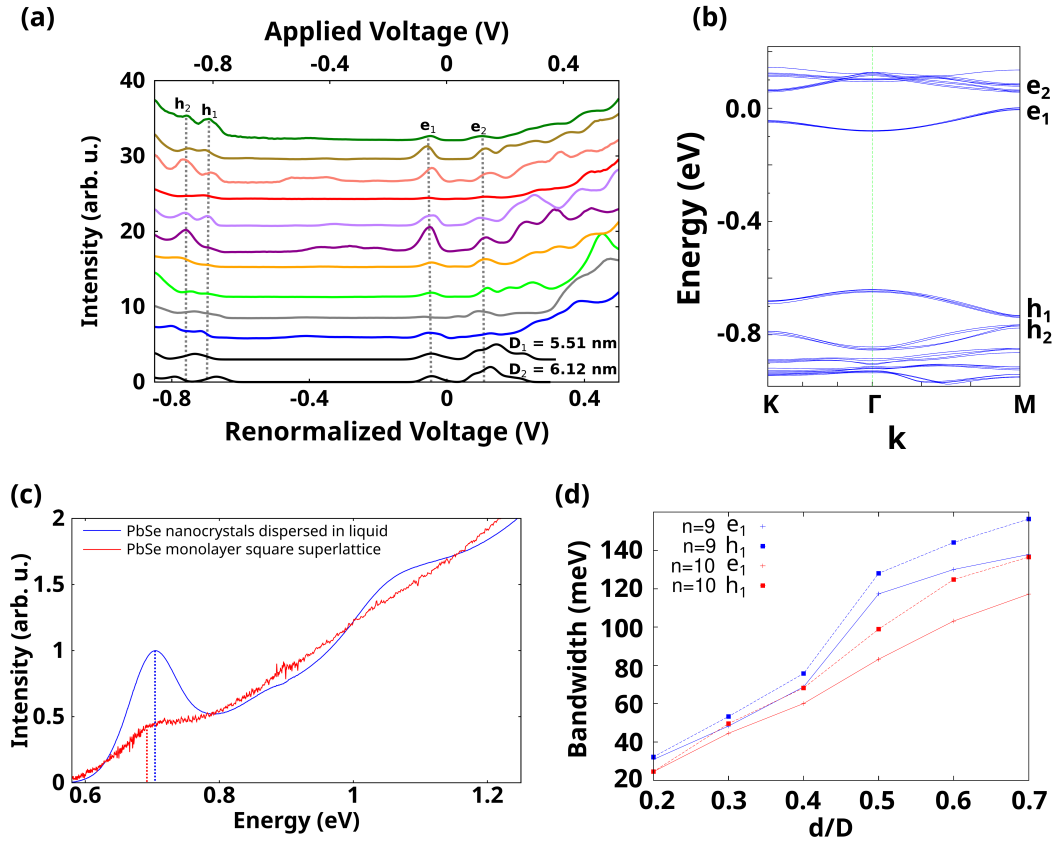 (a)
Applied Voltage (V)
-0.8 -0.4 0 0.4
Intensity (arb. u.)
40
30
20
10
0
h2 h1 e1 e2
D1 = 5.51 nm
D2 = 6.12 nm
-0.8 -0.4 0 0.4
Renormalized Voltage (V)
(b)
Energy (eV)
0.0
-0.4
-0.8
e2
e1
h1
h2
K Γ M
k
(c)
Intensity (arb. u.)
2
1.5
1
0.5
0
PbSe nanocrystals dispersed in liquid
PbSe monolayer square superlattice
0.6 0.8 1 1.2
Energy (eV)
(d)
Bandwidth (meV)
140
120
100
80
60
40
20
n=9 e1
n=9 h1
n=10 e1
n=10 h1
0.2 0.3 0.4 0.5 0.6 0.7
d/D